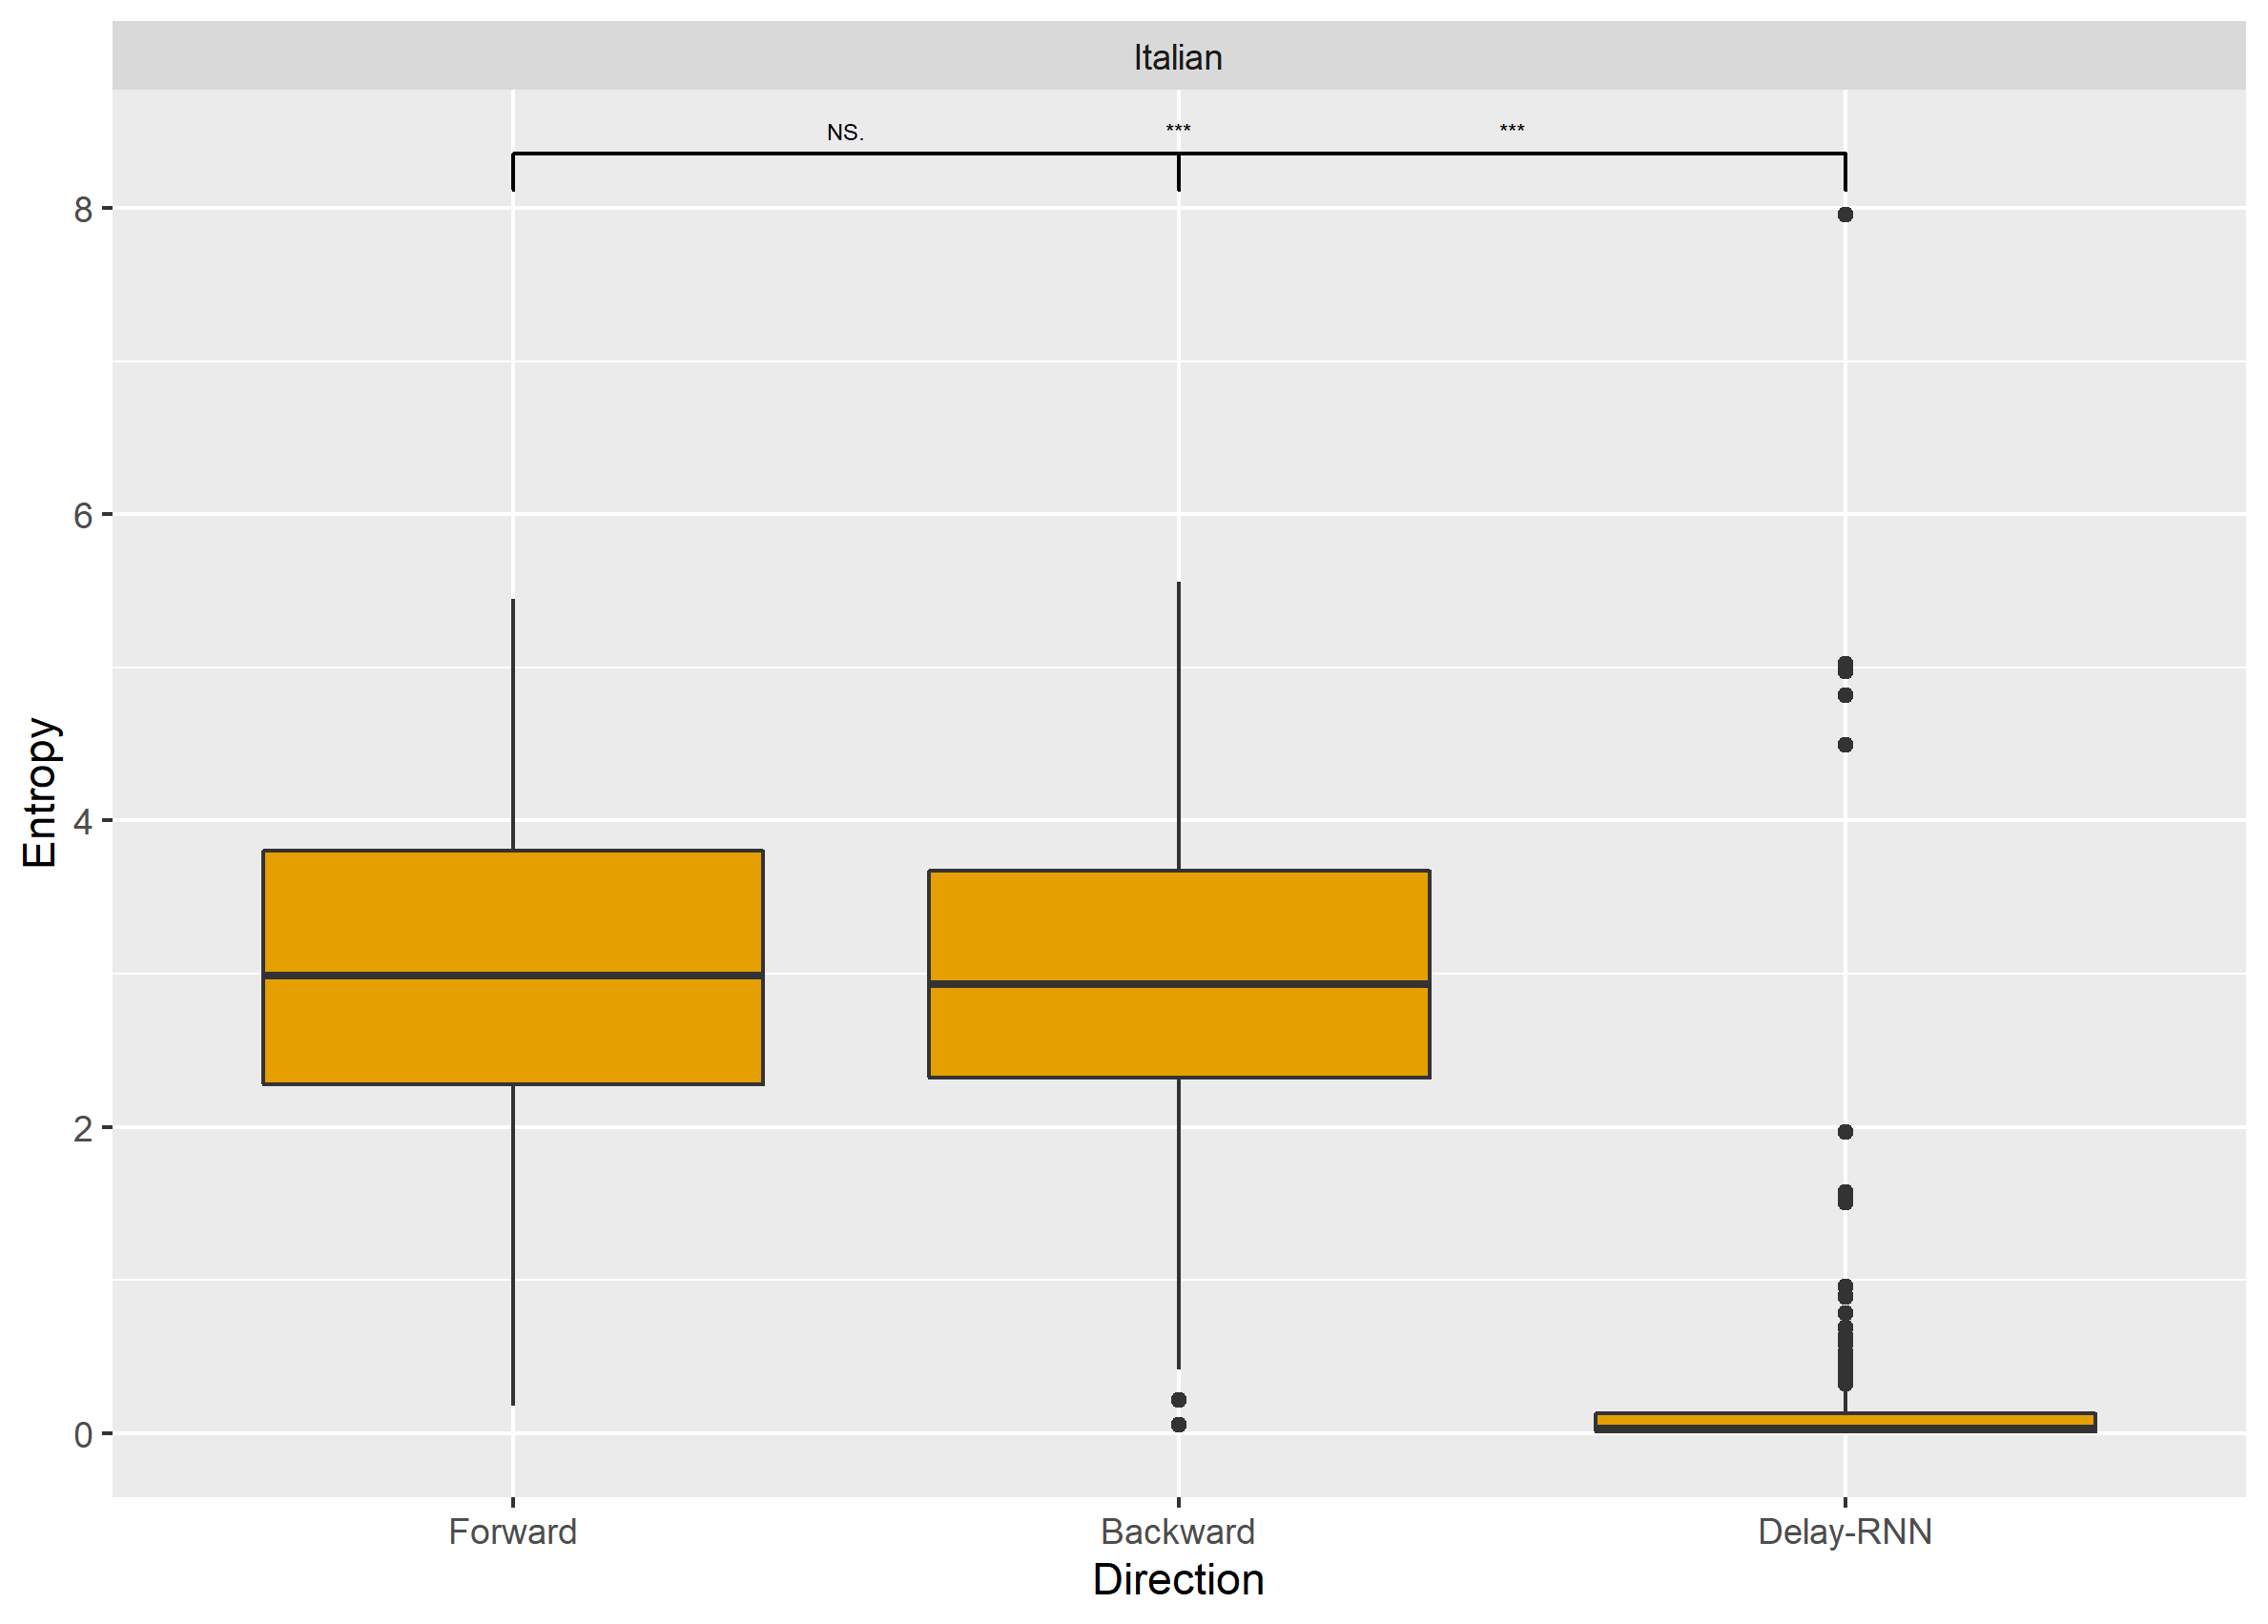 Italian
NS. *** ***
8
6
4
2
0
Entropy
Forward Backward Delay-RNN
Direction